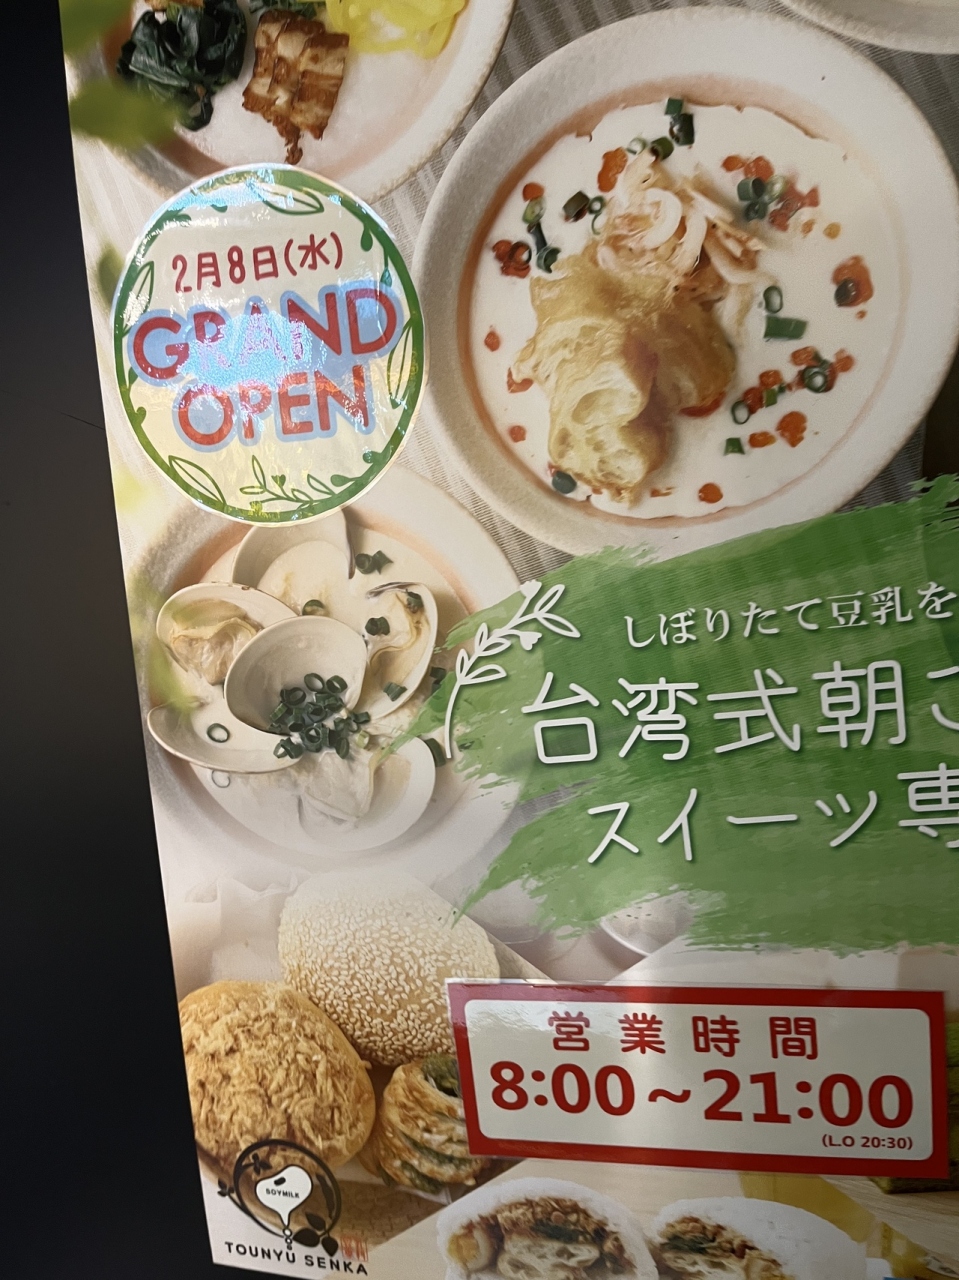 2月8日(水)
GRAND
OPEN
しぼりたて豆乳を
台湾式朝ご
スイーツ専
営業時間
8:00~21:00
(L.O 20:30)
SOYMILK
TOUNYU SENKA